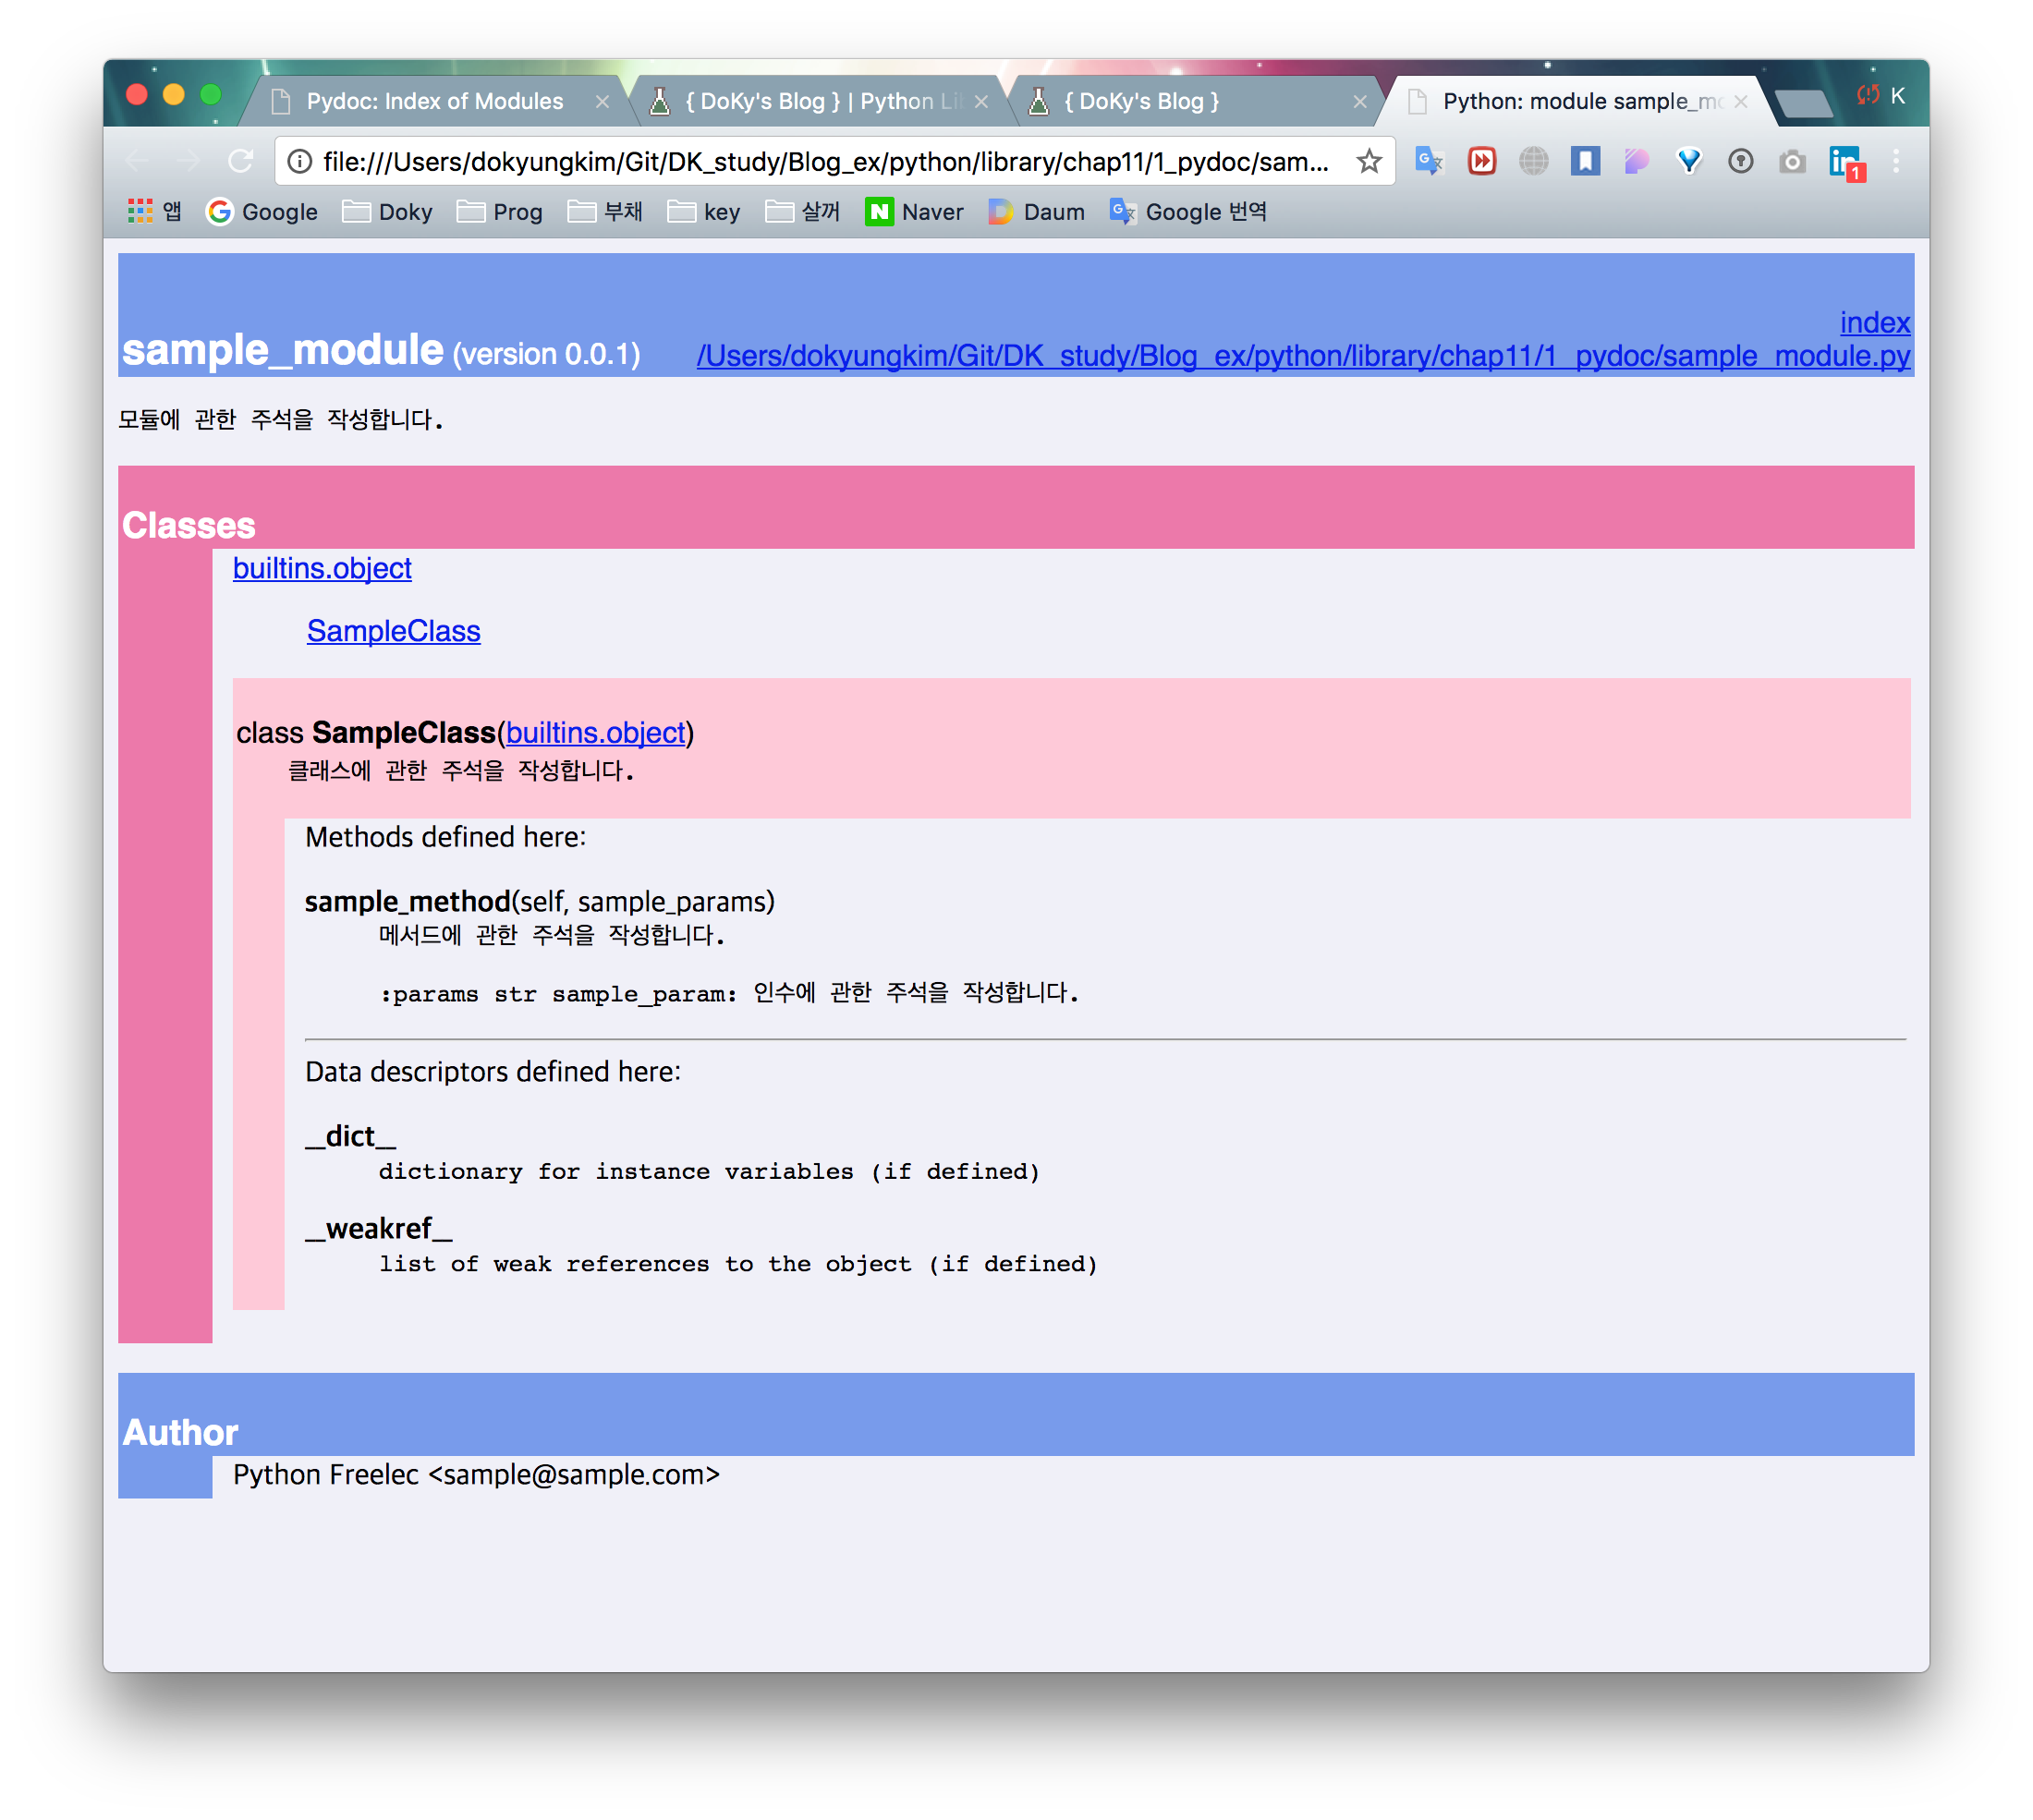 Pydoc: Index of Modules
{ DoKy's Blog } | Python Li
{ DoKy's Blog }
Python: module sample_mo
K
file:///Users/dokyungkim/Git/DK_study/Blog_ex/python/library/chap11/1_pydoc/sam...
1
앱 Google Doky Prog 부채 key 살꺼 Naver Daum Google 번역
index
sample_module (version 0.0.1) /Users/dokyungkim/Git/DK_study/Blog_ex/python/library/chap11/1_pydoc/sample_module.py
모듈에 관한 주석을 작성합니다.
Classes
builtins.object
SampleClass
class SampleClass(builtins.object)
클래스에 관한 주석을 작성합니다.
Methods defined here:
sample_method(self, sample_params)
메서드에 관한 주석을 작성합니다.
:params str sample_param: 인수에 관한 주석을 작성합니다.
Data descriptors defined here:
__dict__
dictionary for instance variables (if defined)
__weakref__
list of weak references to the object (if defined)
Author
Python Freelec <sample@sample.com>